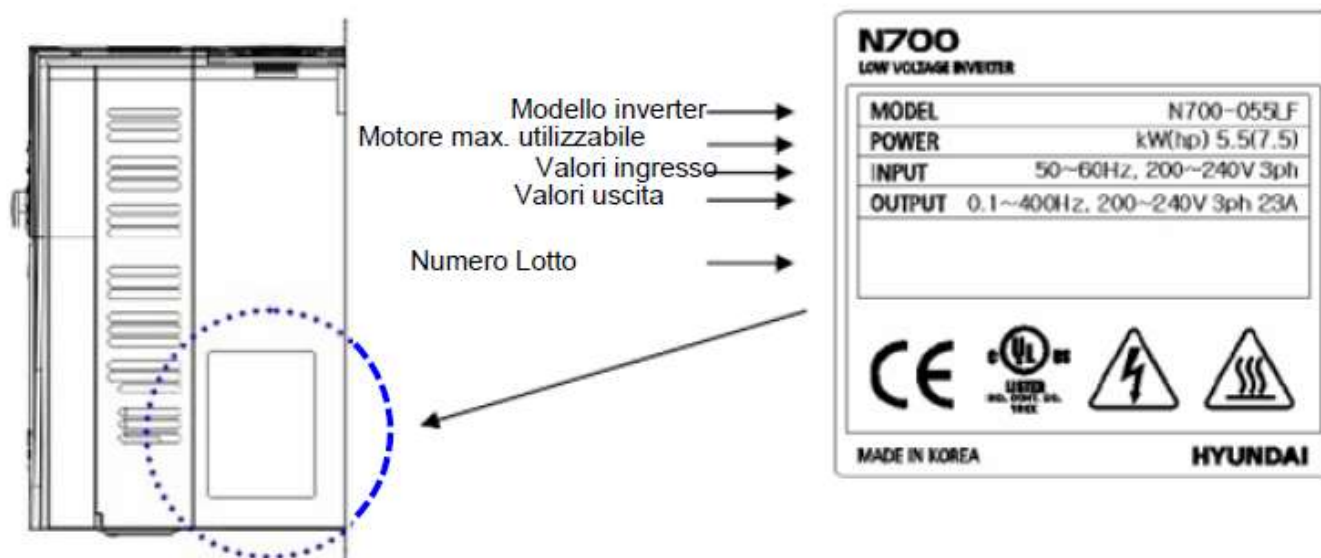 Modello inverter
Motore max. utilizzabile
Valori ingresso
Valori uscita
Numero Lotto
N700
LOW VOLTAGE INVERTER
MODEL N700-055LF
POWER kW(hp) 5.5(7.5)
INPUT 50~60Hz, 200~240V 3ph
OUTPUT 0.1~400Hz, 200~240V 3ph 23A
CE
C UL US
LISTED
MADE IN KOREA HYUNDAI